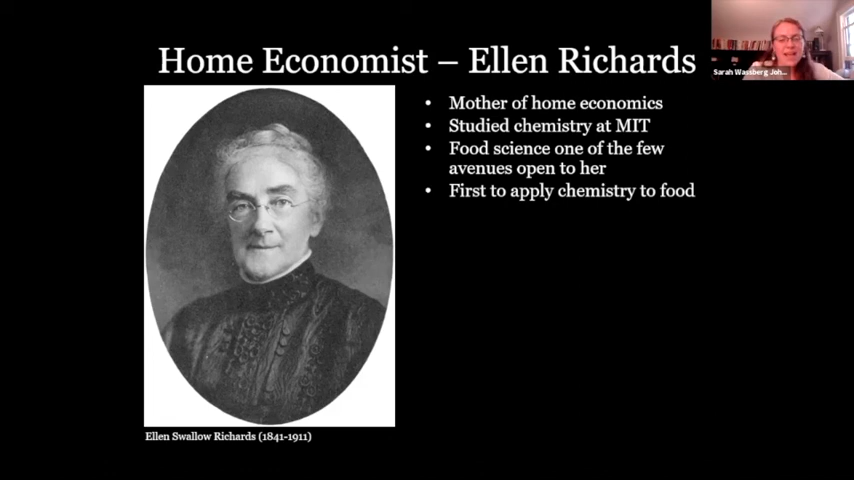 Home Economist – Ellen Richards
Sarah Wassberg Joh...
• Mother of home economics
• Studied chemistry at MIT
• Food science one of the few
avenues open to her
• First to apply chemistry to food
Ellen Swallow Richards (1841-1911)